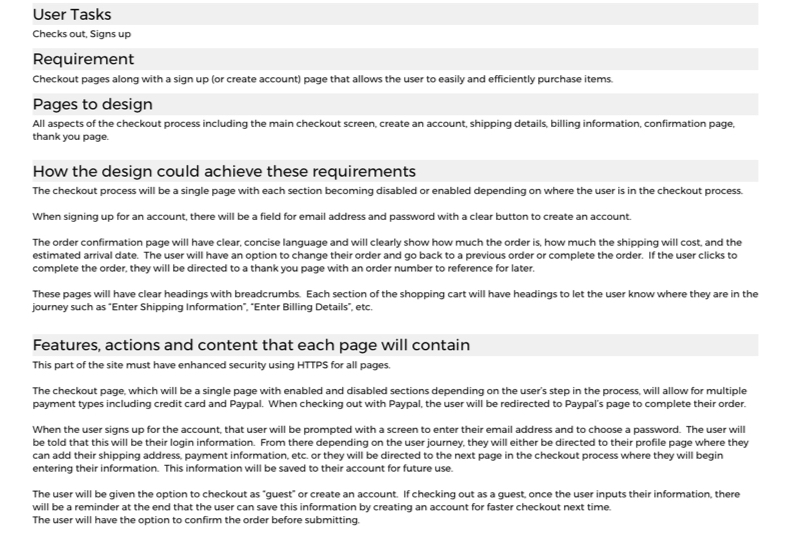 User Tasks
Checks out, Signs up
Requirement
Checkout pages along with a sign up (or create account) page that allows the user to easily and efficiently purchase items.
Pages to design
All aspects of the checkout process including the main checkout screen, create an account, shipping details, billing information, confirmation page,
thank you page.
How the design could achieve these requirements
The checkout process will be a single page with each section becoming disabled or enabled depending on where the user is in the checkout process.
When signing up for an account, there will be a field for email address and password with a clear button to create an account.
The order confirmation page will have clear, concise language and will clearly show how much the order is, how much the shipping will cost, and the
estimated arrival date. The user will have an option to change their order and go back to a previous order or complete the order. If the user clicks to
complete the order, they will be directed to a thank you page with an order number to reference for later.
These pages will have clear headings with breadcrumbs. Each section of the shopping cart will have headings to let the user know where they are in the
journey such as "Enter Shipping Information", "Enter Billing Details", etc.
Features, actions and content that each page will contain
This part of the site must have enhanced security using HTTPS for all pages.
The checkout page, which will be a single page with enabled and disabled sections depending on the user's step in the process, will allow for multiple
payment types including credit card and Paypal. When checking out with Paypal, the user will be redirected to Paypal's page to complete their order.
When the user signs up for the account, that user will be prompted with a screen to enter their email address and to choose a password. The user will
be told that this will be their login information. From there depending on the user journey, they will either be directed to their profile page where they
can add their shipping address, payment information, etc. or they will be directed to the next page in the checkout process where they will begin
entering their information. This information will be saved to their account for future use.
The user will be given the option to checkout as "guest" or create an account. If checking out as a guest, once the user inputs their information, there
will be a reminder at the end that the user can save this information by creating an account for faster checkout next time.
The user will have the option to confirm the order before submitting.